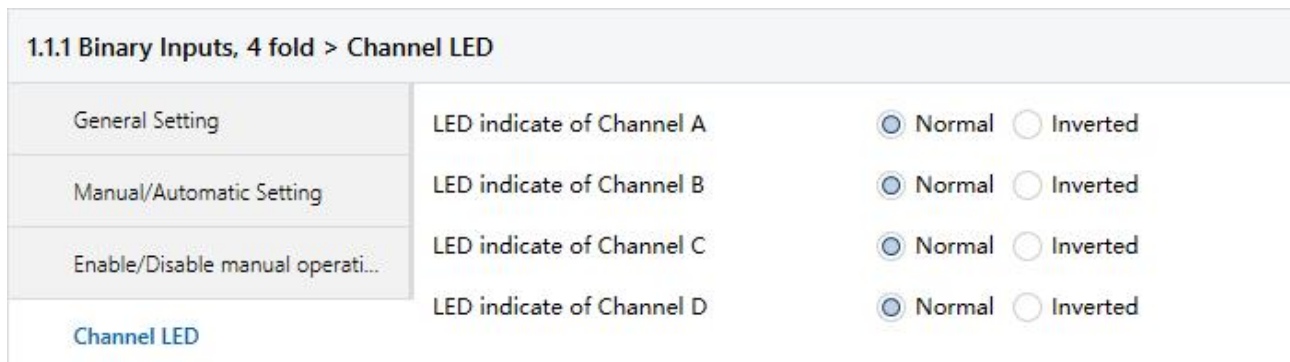 1.1.1 Binary Inputs, 4 fold > Channel LED
General Setting
Manual/Automatic Setting
Enable/Disable manual operati...
Channel LED
LED indicate of Channel A Normal Inverted
LED indicate of Channel B Normal Inverted
LED indicate of Channel C Normal Inverted
LED indicate of Channel D Normal Inverted